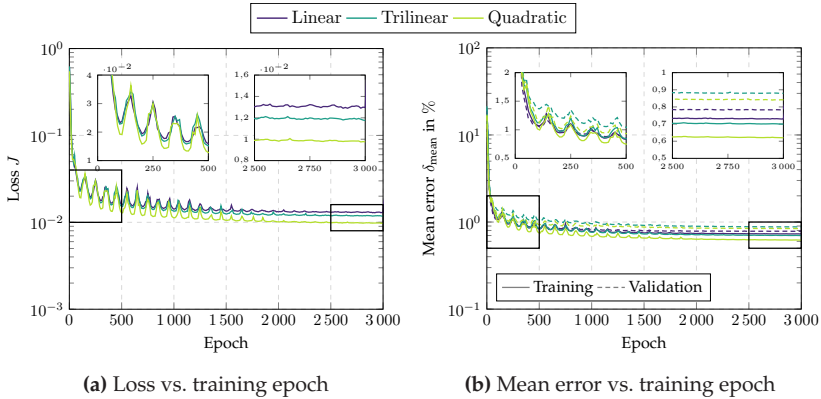 Linear Trilinear Quadratic
10^0
10^−1
10^−2
10^−3
Loss J
0 500 1 000 1 500 2 000 2 500 3 000
Epoch
·10^−2
4
3
2
1
0 250 500
·10^−2
1.6
1.4
1.2
1
0.8
2 500 2 750 3 000
(a) Loss vs. training epoch
10^2
10^1
10^0
10^−1
Mean error δmean in %
0 500 1 000 1 500 2 000 2 500 3 000
Epoch
2
1,5
1
0,5
0 250 500
1
0,9
0,8
0,7
0,6
0,5
2 500 2 750 3 000
Training Validation
(b) Mean error vs. training epoch